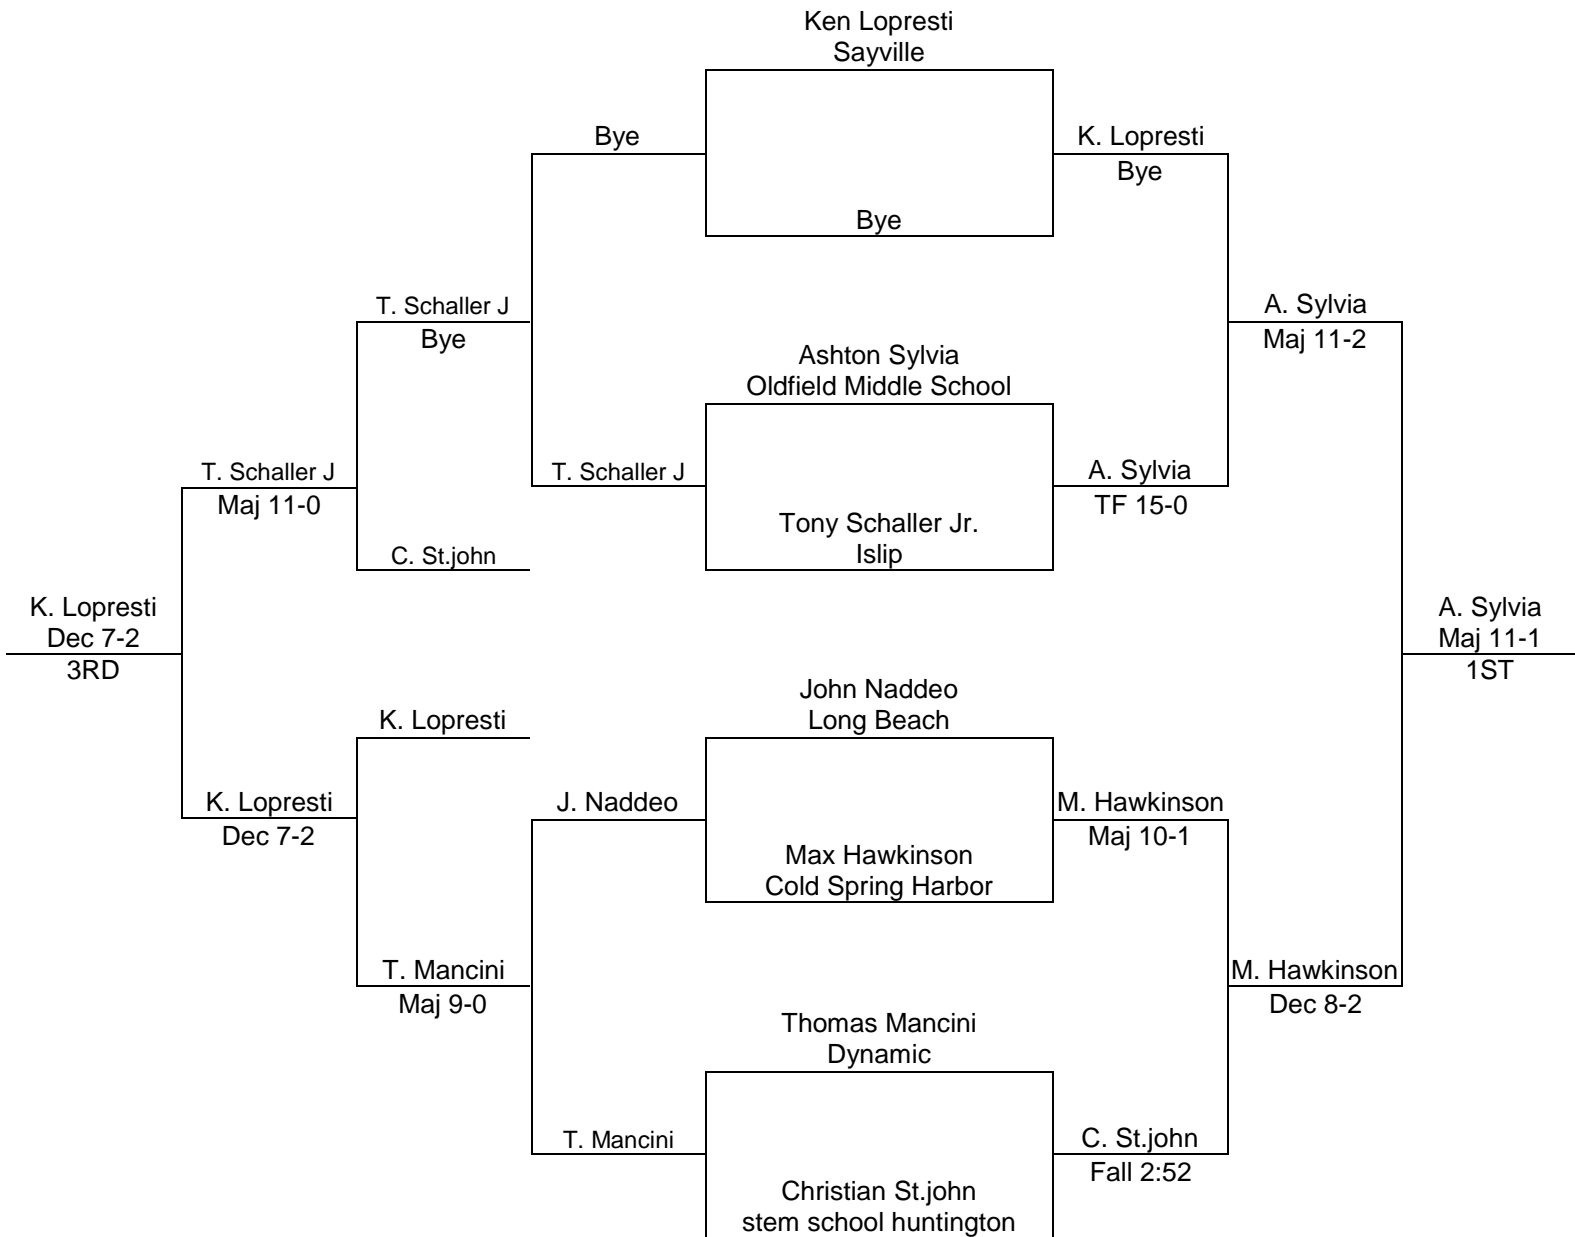 Ken Lopresti
Sayville
Bye
K. Lopresti
Bye
Bye
T. Schaller J
Bye
A. Sylvia
Maj 11-2
Ashton Sylvia
Oldfield Middle School
T. Schaller J
Maj 11-0
T. Schaller J
A. Sylvia
TF 15-0
Tony Schaller Jr.
Islip
C. St.john
K. Lopresti
Dec 7-2
3RD
A. Sylvia
Maj 11-1
1ST
John Naddeo
Long Beach
K. Lopresti
K. Lopresti
Dec 7-2
J. Naddeo
M. Hawkinson
Maj 10-1
Max Hawkinson
Cold Spring Harbor
T. Mancini
Maj 9-0
M. Hawkinson
Dec 8-2
Thomas Mancini
Dynamic
T. Mancini
C. St.john
Fall 2:52
Christian St.john
stem school huntington